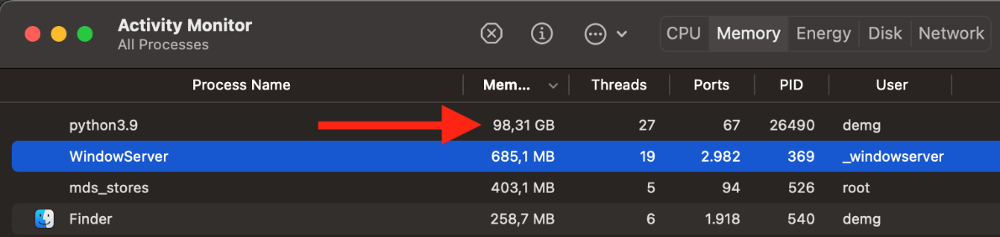 Activity Monitor
All Processes
CPU Memory Energy Disk Network
Process Name Mem... Threads Ports PID User
python3.9 98,31 GB 27 67 26490 demg
WindowServer 685,1 MB 19 2.982 369 _windowserver
mds_stores 403,1 MB 5 94 526 root
Finder 258,7 MB 6 1.918 540 demg